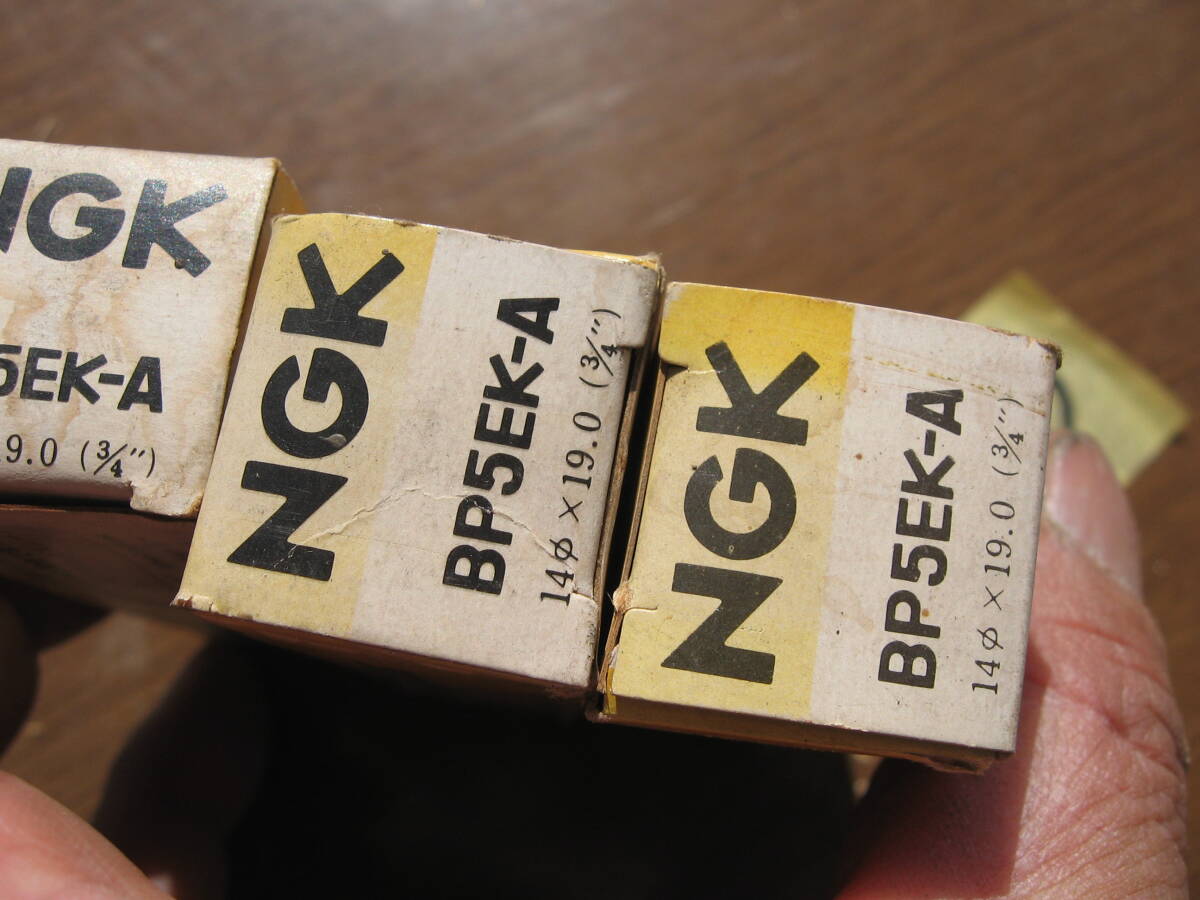 NGK
5EK-A
9.0 (3/4")
NGK
BP5EK-A
14φ × 19.0 (3/4")
NGK
BP5EK-A
14φ × 19.0 (3/4")